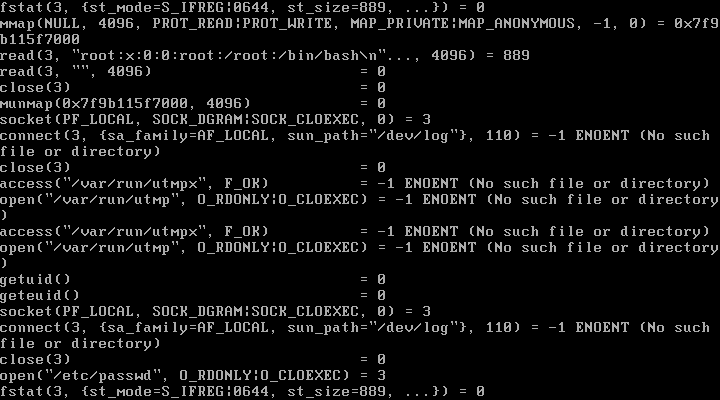 fstat(3, {st_mode=S_IFREG¦0644, st_size=889, ...}) = 0
mmap(NULL, 4096, PROT_READ¦PROT_WRITE, MAP_PRIVATE¦MAP_ANONYMOUS, -1, 0) = 0x7f9
b115f7000
read(3, "root:x:0:0:root:/root:/bin/bash\n"..., 4096) = 889
read(3, "", 4096)                       = 0
close(3)                                = 0
munmap(0x7f9b115f7000, 4096)            = 0
socket(PF_LOCAL, SOCK_DGRAM¦SOCK_CLOEXEC, 0) = 3
connect(3, {sa_family=AF_LOCAL, sun_path="/dev/log"}, 110) = -1 ENOENT (No such 
file or directory)
close(3)                                = 0
access("/var/run/utmpx", F_OK)          = -1 ENOENT (No such file or directory)
open("/var/run/utmp", O_RDONLY¦O_CLOEXEC) = -1 ENOENT (No such file or directory
)
access("/var/run/utmpx", F_OK)          = -1 ENOENT (No such file or directory)
open("/var/run/utmp", O_RDONLY¦O_CLOEXEC) = -1 ENOENT (No such file or directory
)
getuid()                                = 0
geteuid()                               = 0
socket(PF_LOCAL, SOCK_DGRAM¦SOCK_CLOEXEC, 0) = 3
connect(3, {sa_family=AF_LOCAL, sun_path="/dev/log"}, 110) = -1 ENOENT (No such 
file or directory)
close(3)                                = 0
open("/etc/passwd", O_RDONLY¦O_CLOEXEC) = 3
fstat(3, {st_mode=S_IFREG¦0644, st_size=889, ...}) = 0